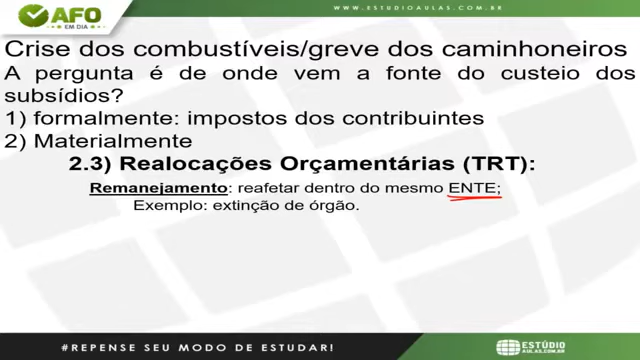 AFO
EM DIA
WWW.ESTUDIOAULAS.COM.BR
Crise dos combustíveis/greve dos caminhoneiros
A pergunta é de onde vem a fonte do custeio dos
subsídios?
1) formalmente: impostos dos contribuintes
2) Materialmente
2.3) Realocações Orçamentárias (TRT):
Remanejamento: reafetar dentro do mesmo ENTE;
Exemplo: extinção de órgão.
#REPENSE SEU MODO DE ESTUDAR!
ESTÚDIO
AULAS.COM.BR